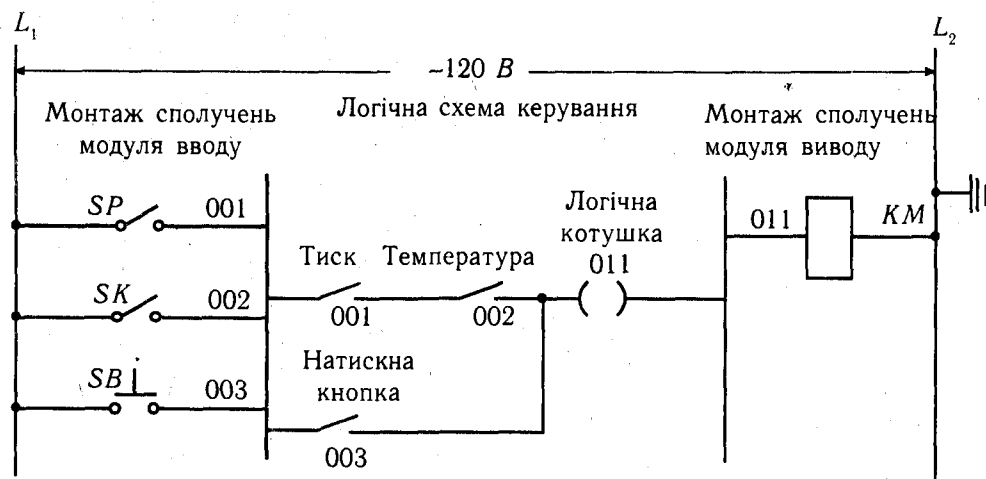 L₁
L₂
~120 В
Монтаж сполучень
модуля вводу
Логічна схема керування
Монтаж сполучень
модуля виводу
SP
001
SK
002
SB
003
Тиск
001
Температура
002
Натискна
кнопка
003
Логічна
котушка
011
011
KM